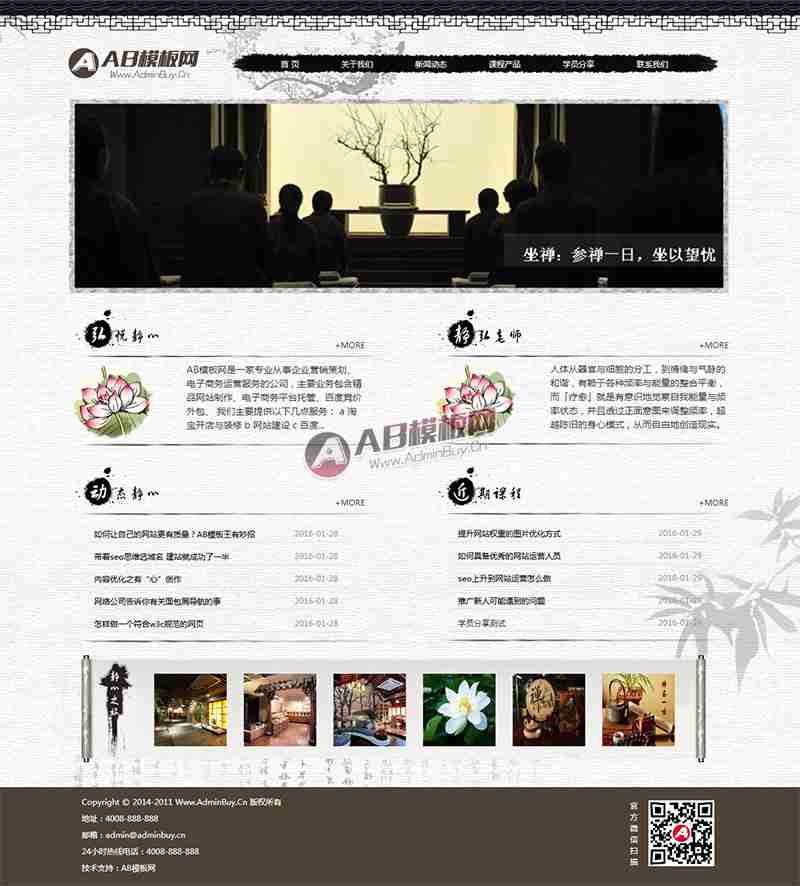 AB模板网
Www.AdminBuy.Cn
首 页 关于我们 新闻动态 课程产品 学员分享 联系我们
坐禅：参禅一日，坐以望忧
弘悦静心
+MORE
AB模板网是一家专业从事企业营销策划、
电子商务运营服务的公司，主要业务包含精
品网站制作、电子商务平台托管、百度竞价
外包。 我们主要提供以下几点服务： a 淘
宝开店与装修 b 网站建设 c 百度...
静弘老师
+MORE
人体从器官与细胞的分工，到情绪与气脉的
和谐，有赖于各种频率与能量的整合平衡，
而「疗愈」就是有意识地觉察自我能量与频
率状态，并且透过正面意图来调整频率，超
越陈旧的身心模式，从而自由地创造现实。
AB模板网
Www.AdminBuy.Cn
动态静心
+MORE
如何让自己的网站更有质量？AB模板王有妙招 2016-01-28
带着seo思维选域名 建站就成功了一半 2016-01-28
内容优化之有“心”创作 2016-01-28
网络公司告诉你有关面包屑导航的事 2016-01-28
怎样做一个符合w3c规范的网页 2016-01-28
近期课程
+MORE
提升网站权重的图片优化方式 2016-01-29
如何具备优秀的网站运营人员 2016-01-29
seo上升到网站运营怎么做 2016-01-29
推广新人可能遇到的问题 2016-01-29
学员分享测试 2016-01-29
静心之旅
禅
Copyright © 2014-2011 Www.AdminBuy.Cn 版权所有
地址：4008-888-888
邮箱：admin@adminbuy.cn
24小时热线电话：4008-888-888
技术支持：AB模板网
官方微信扫描